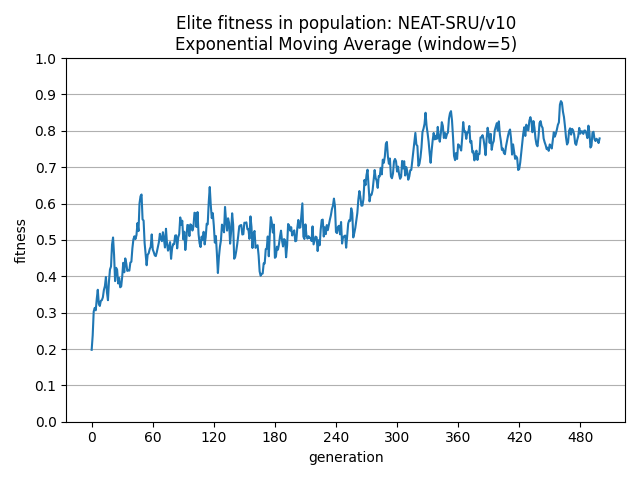 Elite fitness in population: NEAT-SRU/v10
Exponential Moving Average (window=5)
fitness
1.0
0.9
0.8
0.7
0.6
0.5
0.4
0.3
0.2
0.1
0.0
0 60 120 180 240 300 360 420 480
generation